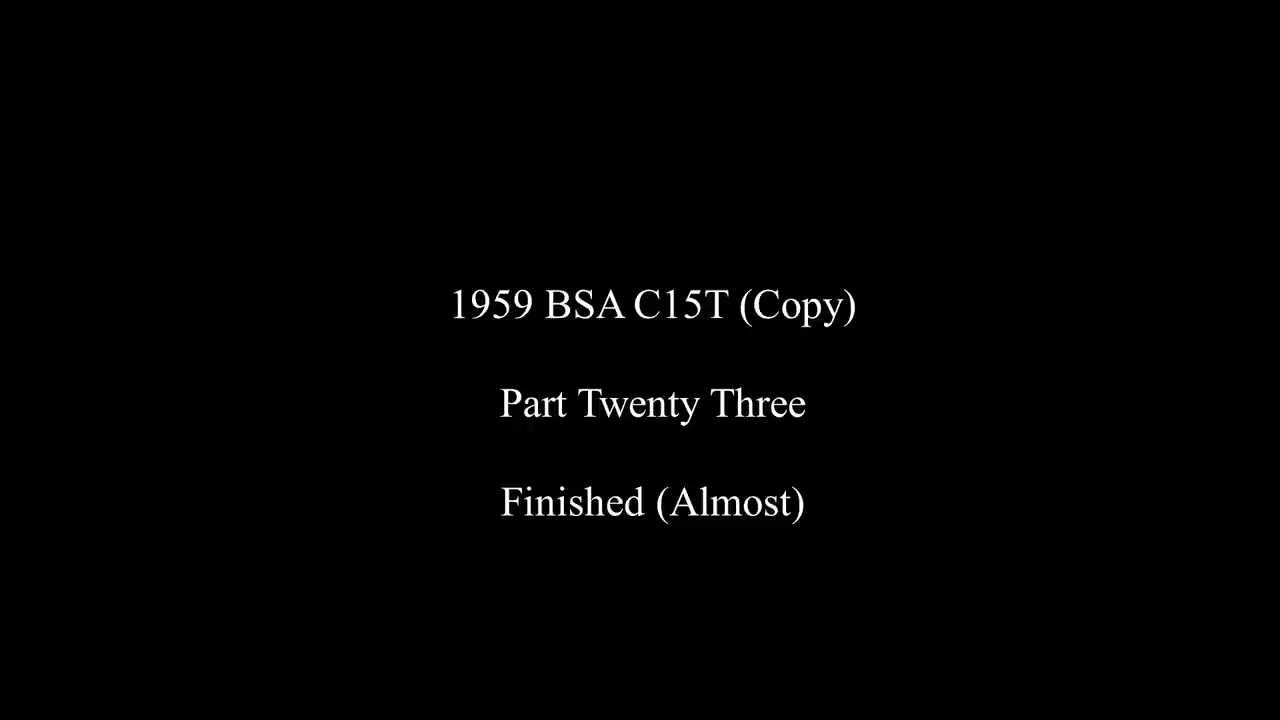 1959 BSA C15T (Copy)
Part Twenty Three
Finished (Almost)